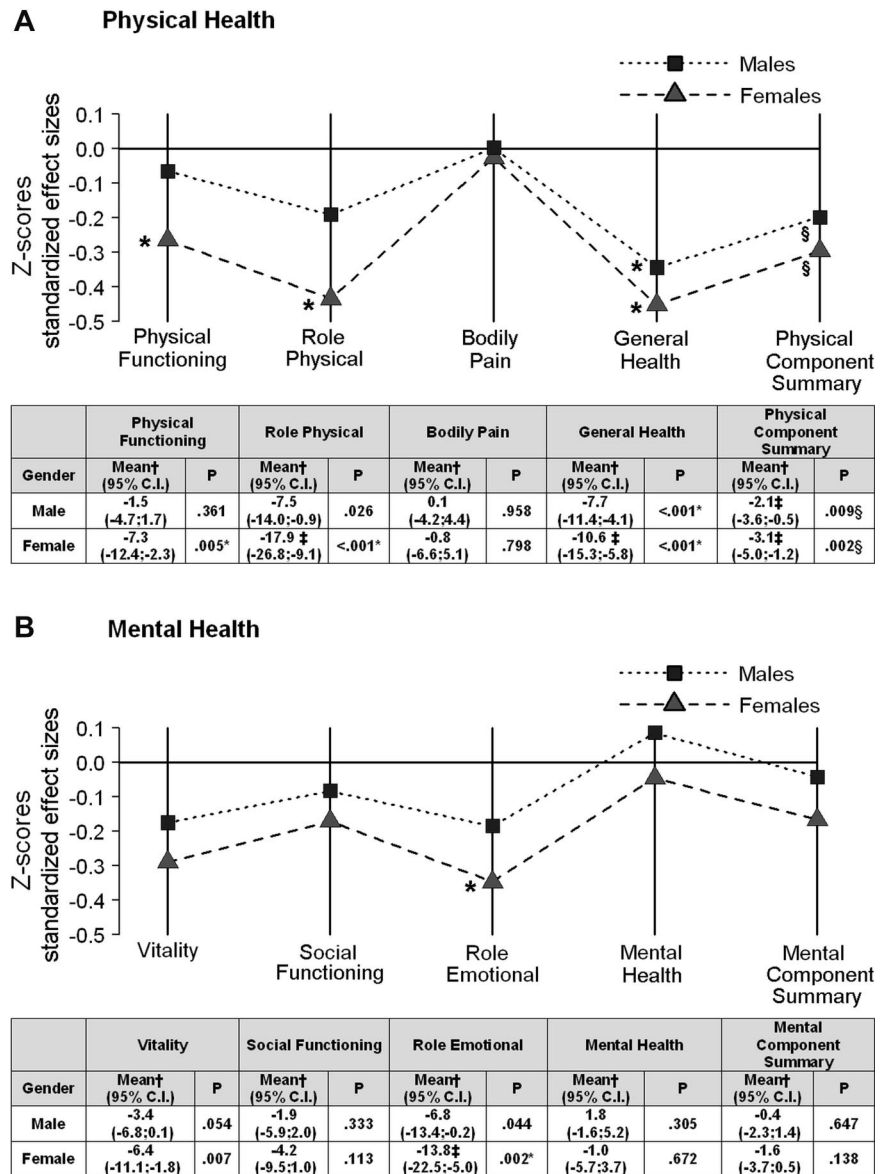 A Physical Health
Males
Females
Z-scores
standardized effect sizes
0.1
0.0
-0.1
-0.2
-0.3
-0.4
-0.5
* * * * § §
Physical Functioning
Role Physical
Bodily Pain
General Health
Physical Component Summary
Physical Functioning Role Physical Bodily Pain General Health Physical Component Summary
Gender Mean† (95% C.I.) P Mean† (95% C.I.) P Mean† (95% C.I.) P Mean† (95% C.I.) P Mean† (95% C.I.) P
Male -1.5 (-4.7;1.7) .361 -7.5 (-14.0;-0.9) .026 0.1 (-4.2;4.4) .958 -7.7 (-11.4;-4.1) <.001* -2.1‡ (-3.6;-0.5) .009§
Female -7.3 (-12.4;-2.3) .005* -17.9 ‡ (-26.8;-9.1) <.001* -0.8 (-6.6;5.1) .798 -10.6 ‡ (-15.3;-5.8) <.001* -3.1‡ (-5.0;-1.2) .002§
B Mental Health
Males
Females
Z-scores
standardized effect sizes
0.1
0.0
-0.1
-0.2
-0.3
-0.4
-0.5
*
Vitality
Social Functioning
Role Emotional
Mental Health
Mental Component Summary
Vitality Social Functioning Role Emotional Mental Health Mental Component Summary
Gender Mean† (95% C.I.) P Mean† (95% C.I.) P Mean† (95% C.I.) P Mean† (95% C.I.) P Mean† (95% C.I.) P
Male -3.4 (-6.8;0.1) .054 -1.9 (-5.9;2.0) .333 -6.8 (-13.4;-0.2) .044 1.8 (-1.6;5.2) .305 -0.4 (-2.3;1.4) .647
Female -6.4 (-11.1;-1.8) .007 -4.2 (-9.5;1.0) .113 -13.8‡ (-22.5;-5.0) .002* -1.0 (-5.7;3.7) .672 -1.6 (-3.7;0.5) .138